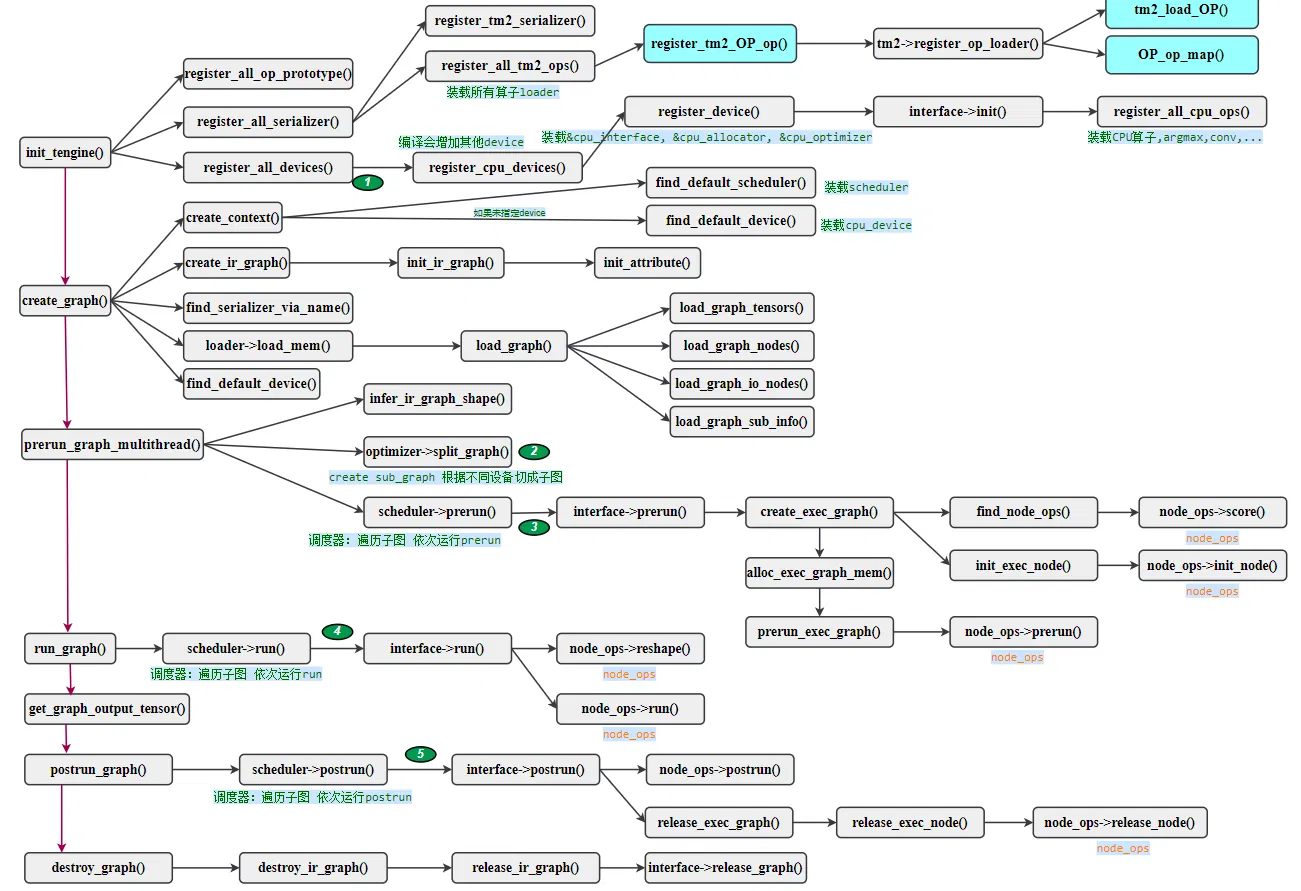 tm2_load_OP()
register_tm2_serializer()
register_tm2_OP_op()
tm2->register_op_loader()
OP_op_map()
register_all_tm2_ops()
装载所有算子loader
register_all_op_prototype()
register_all_serializer()
register_device()
interface->init()
register_all_cpu_ops()
装载&cpu_interface, &cpu_allocator, &cpu_optimizer
装载CPU算子,argmax,conv,...
编译会增加其他device
init_tengine()
register_all_devices()
1
register_cpu_devices()
find_default_scheduler()
装载scheduler
create_context()
如果未指定device
find_default_device()
装载cpu_device
create_ir_graph()
init_ir_graph()
init_attribute()
create_graph()
find_serializer_via_name()
load_graph_tensors()
loader->load_mem()
load_graph()
load_graph_nodes()
find_default_device()
load_graph_io_nodes()
infer_ir_graph_shape()
load_graph_sub_info()
prerun_graph_multithread()
optimizer->split_graph()
2
create sub_graph 根据不同设备切成子图
scheduler->prerun()
3
interface->prerun()
create_exec_graph()
find_node_ops()
node_ops->score()
node_ops
调度器：遍历子图 依次运行prerun
init_exec_node()
node_ops->init_node()
node_ops
alloc_exec_graph_mem()
prerun_exec_graph()
node_ops->prerun()
node_ops
run_graph()
scheduler->run()
4
interface->run()
node_ops->reshape()
node_ops
调度器：遍历子图 依次运行run
get_graph_output_tensor()
node_ops->run()
node_ops
postrun_graph()
scheduler->postrun()
5
interface->postrun()
node_ops->postrun()
调度器：遍历子图 依次运行postrun
release_exec_graph()
release_exec_node()
node_ops->release_node()
node_ops
destroy_graph()
destroy_ir_graph()
release_ir_graph()
interface->release_graph()